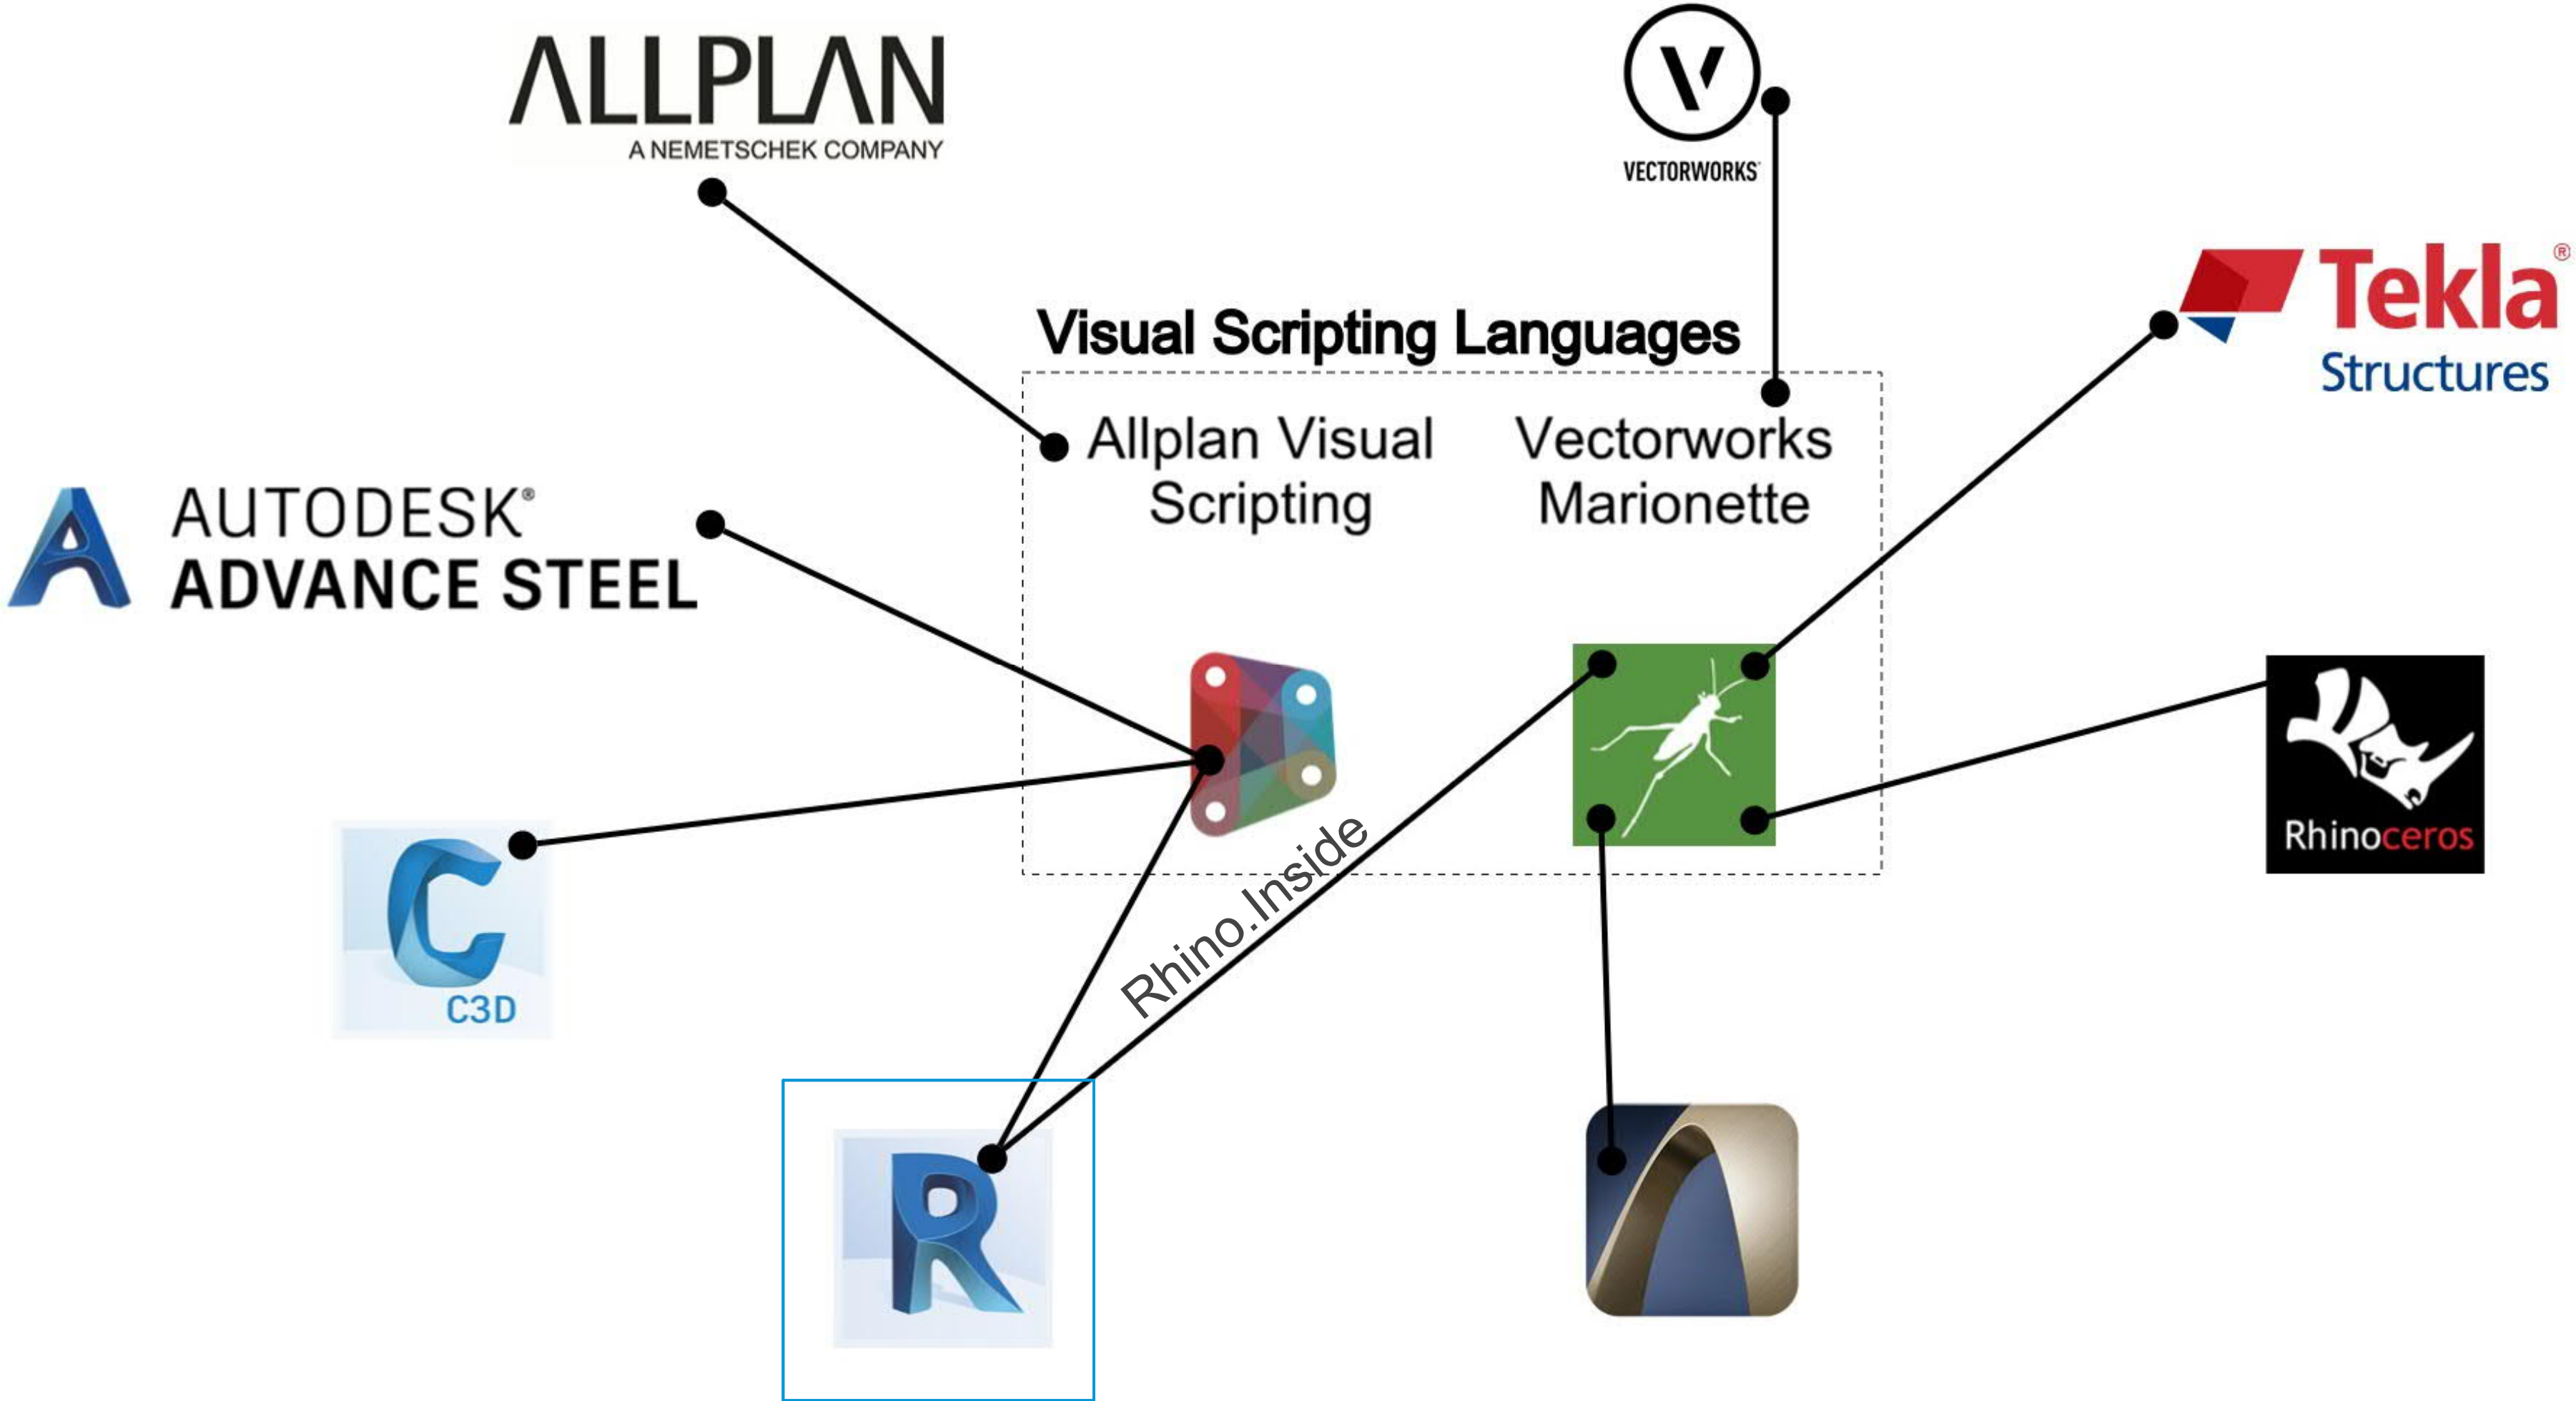 ALLPLAN
A NEMETSCHEK COMPANY
V
VECTORWORKS
Tekla®
Structures
Visual Scripting Languages
Allplan Visual
Scripting
Vectorworks
Marionette
A
AUTODESK®
ADVANCE STEEL
Rhinoceros
Rhino.Inside
C
C3D
R